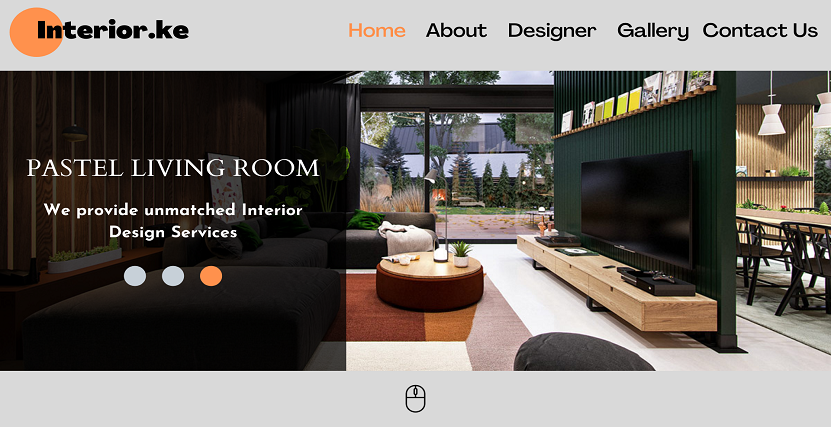 Interior.ke
Home About Designer Gallery Contact Us
PASTEL LIVING ROOM
We provide unmatched Interior
Design Services